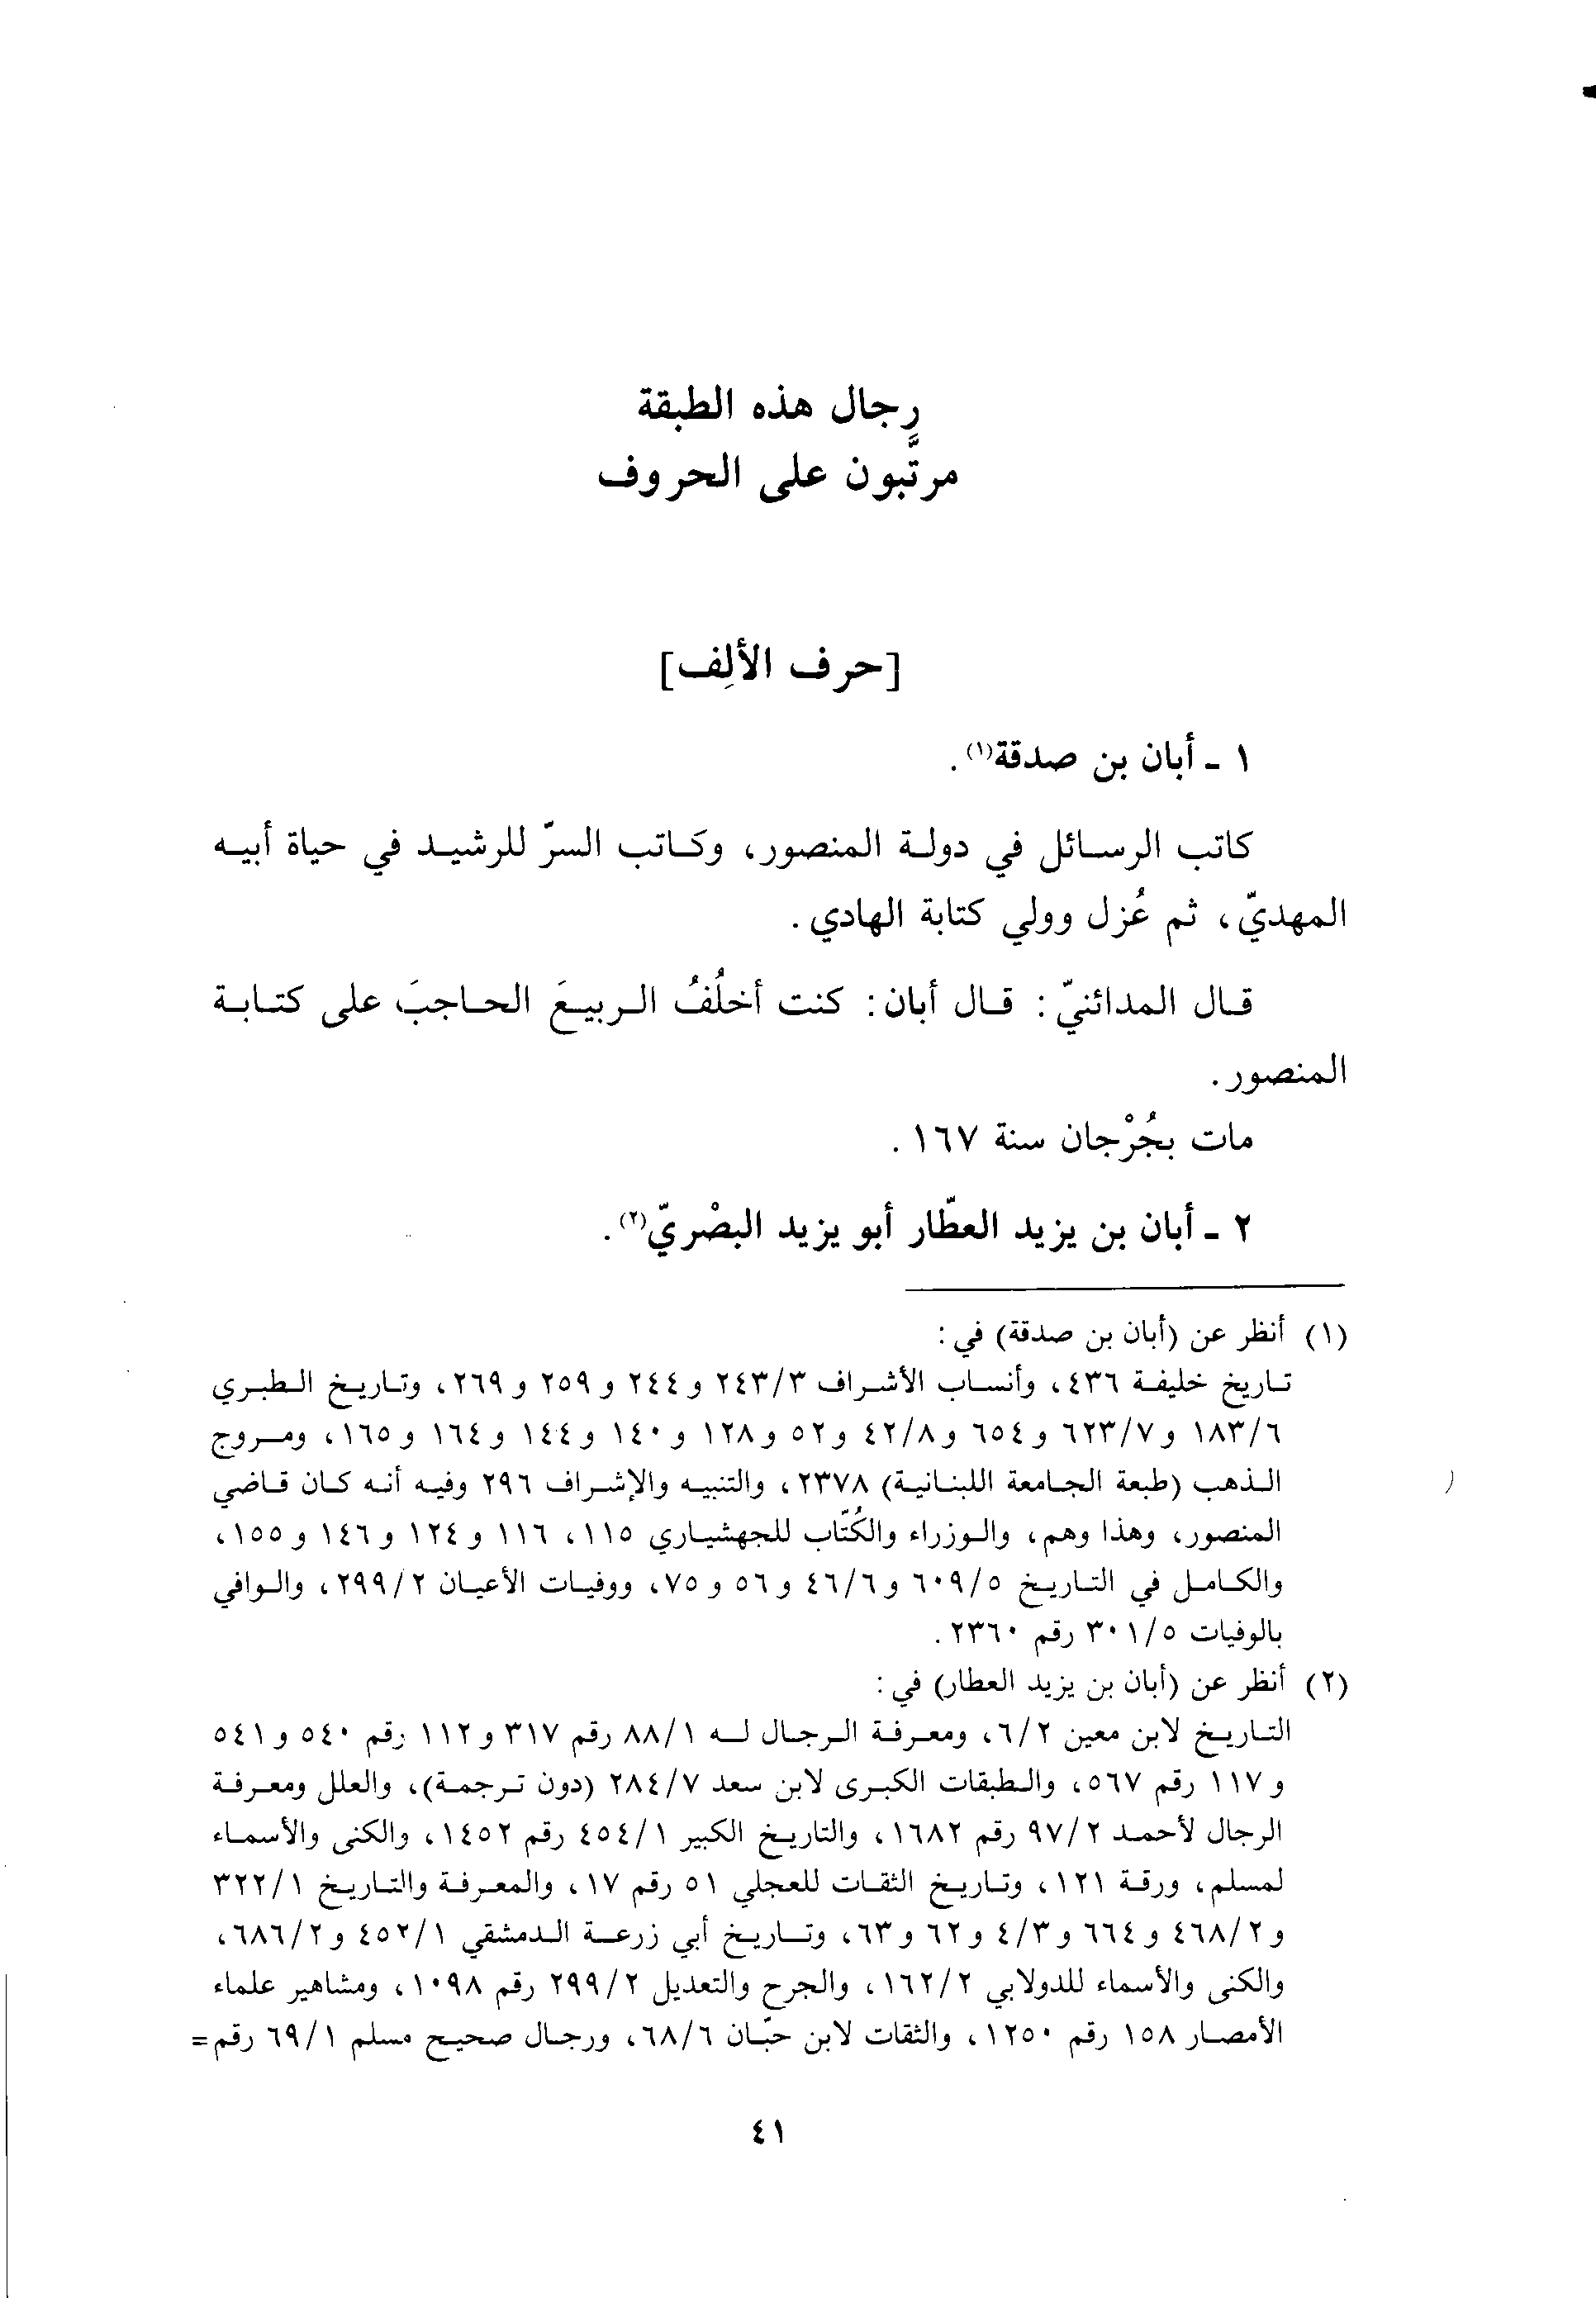 رجال هذه الطبقة
مرتَّبون على الحروف
[حرف الألِف]
١ - أبان بن صدقة(١).
كاتب الرسائل في دولة المنصور، وكاتب السرّ للرشيد في حياة أبيه
المهديّ، ثم عُزل وولي كتابة الهادي.
قال المدائنيّ: قال أبان: كنت أخلُفُ الربيعَ الحاجبَ على كتابة
المنصور.
مات بجُرْجان سنة ١٦٧.
٢ - أبان بن يزيد العطّار أبو يزيد البصْريّ(٢).
(١) أنظر عن (أبان بن صدقة) في:
تاريخ خليفة ٤٣٦، وأنساب الأشراف ٢٤٣/٣ و٢٤٤ و٢٥٩ و٢٦٩، وتاريخ الطبري
١٨٣/٦ و٦٢٣/٧ و٦٥٤ و٤٢/٨ و٥٢ و١٢٨ و١٤٠ و١٤٤ و١٦٤ و١٦٥، ومروج
الذهب (طبعة الجامعة اللبنانية) ٢٣٧٨، والتنبيه والإشراف ٢٩٦ وفيه أنه كان قاضي
المنصور، وهذا وهم، والوزراء والكُتّاب للجهشياري ١١٥، ١١٦ و١٢٤ و١٤٦ و١٥٥،
والكامل في التاريخ ٦٠٩/٥ و٤٦/٦ و٥٦ و٧٥، ووفيات الأعيان ٢٩٩/٢، والوافي
بالوفيات ٣٠١/٥ رقم ٢٣٦٠.
(٢) أنظر عن (أبان بن يزيد العطار) في:
التاريخ لابن معين ٦/٢، ومعرفة الرجال له ٨٨/١ رقم ٣١٧ و١١٢ رقم ٥٤٠ و٥٤١
و١١٧ رقم ٥٦٧، والطبقات الكبرى لابن سعد ٢٨٤/٧ (دون ترجمة)، والعلل ومعرفة
الرجال لأحمد ٩٧/٢ رقم ١٦٨٢، والتاريخ الكبير ٤٥٤/١ رقم ١٤٥٢، والكنى والأسماء
لمسلم، ورقة ١٢١، وتاريخ الثقات للعجلي ٥١ رقم ١٧، والمعرفة والتاريخ ٣٢٢/١
و٤٦٨/٢ و٦٦٤ و٤/٣ و٦٢ و٦٣، وتاريخ أبي زرعة الدمشقي ٤٥٢/١ و٦٨٦/٢،
والكنى والأسماء للدولابي ١٦٢/٢، والجرح والتعديل ٢٩٩/٢ رقم ١٠٩٨، ومشاهير علماء
الأمصار ١٥٨ رقم ١٢٥٠، والثقات لابن حبّان ٦٨/٦، ورجال صحيح مسلم ٦٩/١ رقم=
٤١